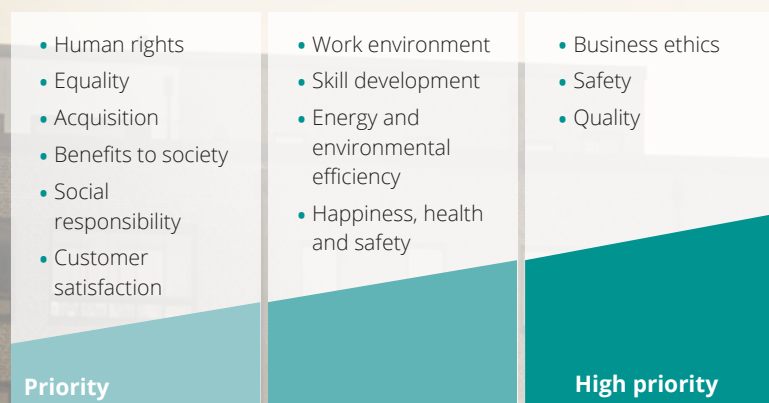 • Human rights
• Equality
• Acquisition
• Benefits to society
• Social
responsibility
• Customer
satisfaction
• Work environment
• Skill development
• Energy and
environmental
efficiency
• Happiness, health
and safety
• Business ethics
• Safety
• Quality
Priority
High priority